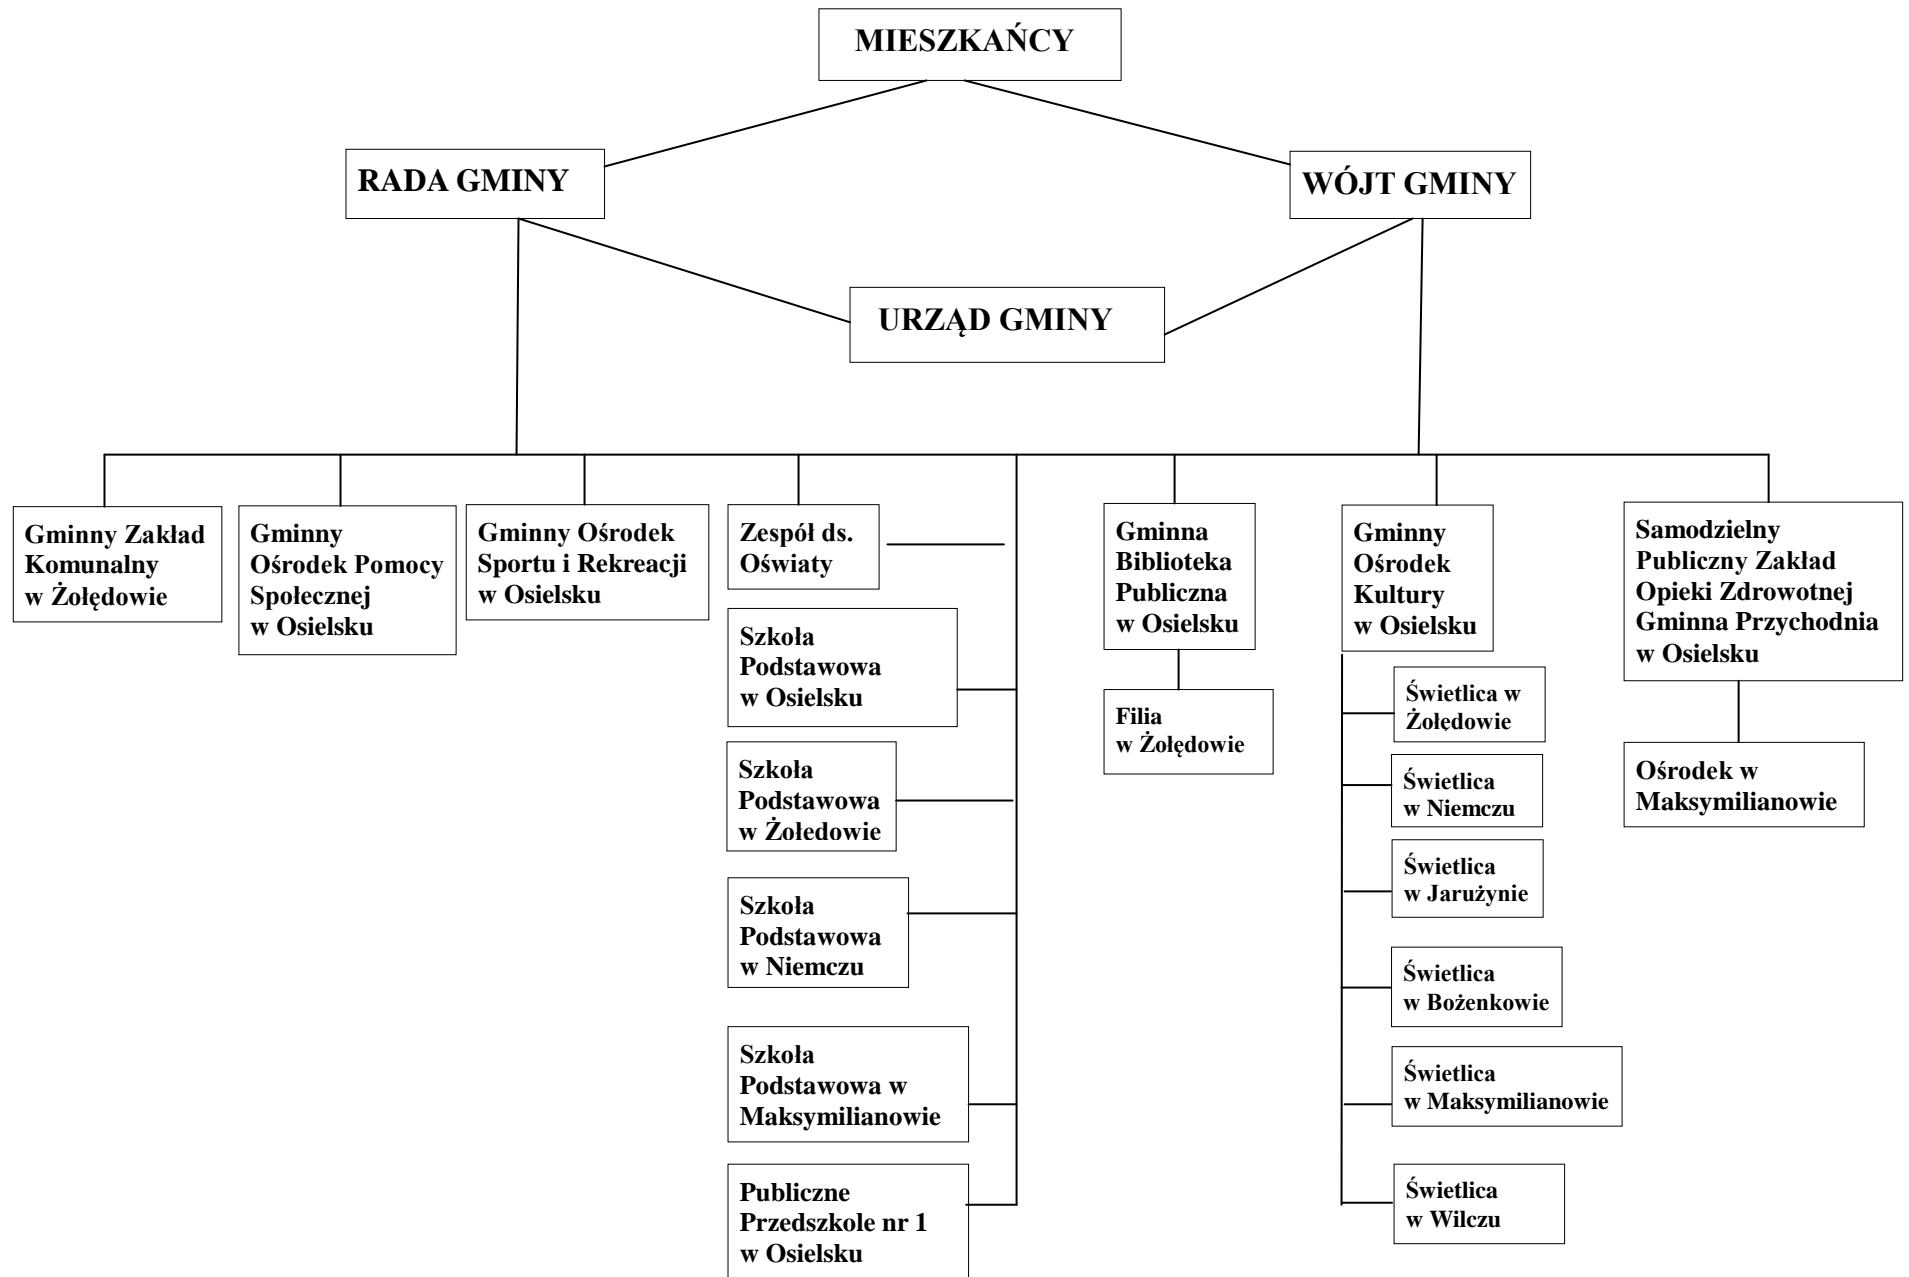 MIESZKAŃCY
RADA GMINY
WÓJT GMINY
URZĄD GMINY
Gminny Zakład
Komunalny
w Żołędowie
Gminny
Ośrodek Pomocy
Społecznej
w Osielsku
Gminny Ośrodek
Sportu i Rekreacji
w Osielsku
Zespół ds.
Oświaty
Szkoła
Podstawowa
w Osielsku
Szkoła
Podstawowa
w Żołedowie
Szkoła
Podstawowa
w Niemczu
Szkoła
Podstawowa w
Maksymilianowie
Publiczne
Przedszkole nr 1
w Osielsku
Gminna
Biblioteka
Publiczna
w Osielsku
Filia
w Żołędowie
Gminny
Ośrodek
Kultury
w Osielsku
Świetlica w
Żołędowie
Świetlica
w Niemczu
Świetlica
w Jarużynie
Świetlica
w Bożenkowie
Świetlica
w Maksymilianowie
Świetlica
w Wilczu
Samodzielny
Publiczny Zakład
Opieki Zdrowotnej
Gminna Przychodnia
w Osielsku
Ośrodek w
Maksymilianowie